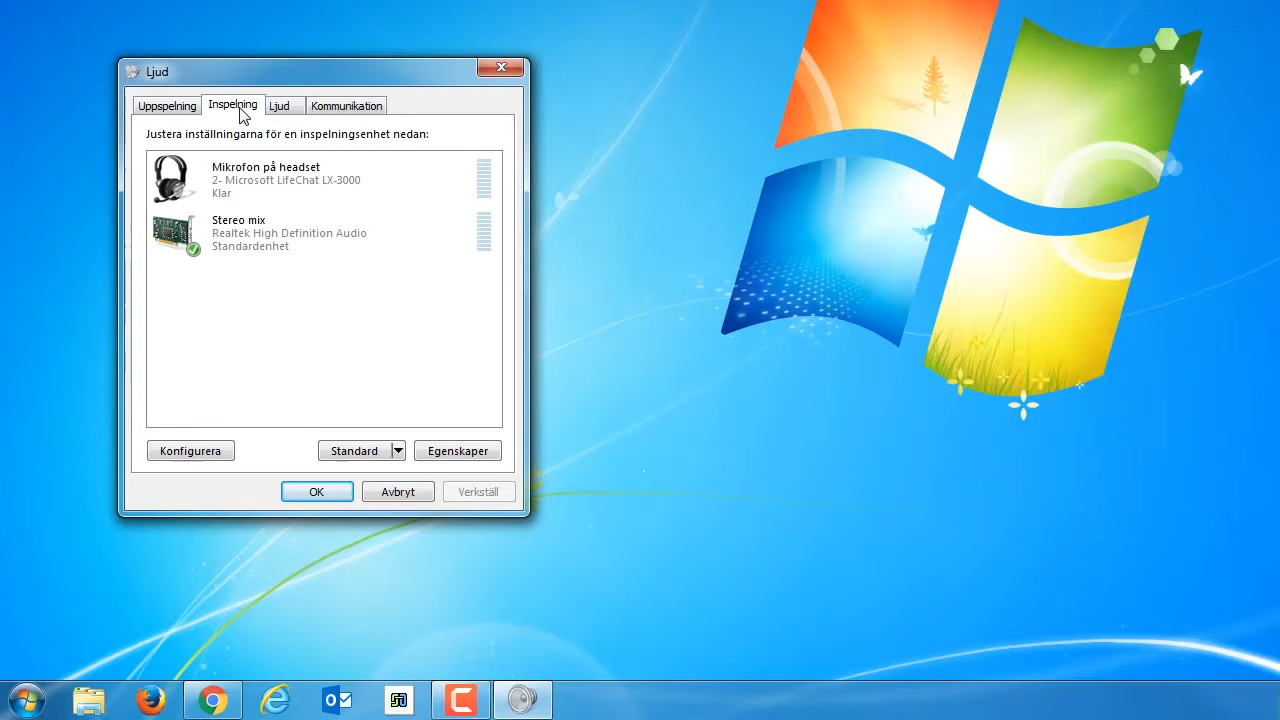 Ljud
Uppspelning
Inspelning
Ljud
Kommunikation
Justera inställningarna för en inspelningsenhet nedan:
Mikrofon på headset
2- Microsoft LifeChat LX-3000
Klar
Stereo mix
Realtek High Definition Audio
Standardenhet
Konfigurera
Standard
Egenskaper
OK
Avbryt
Verkställ